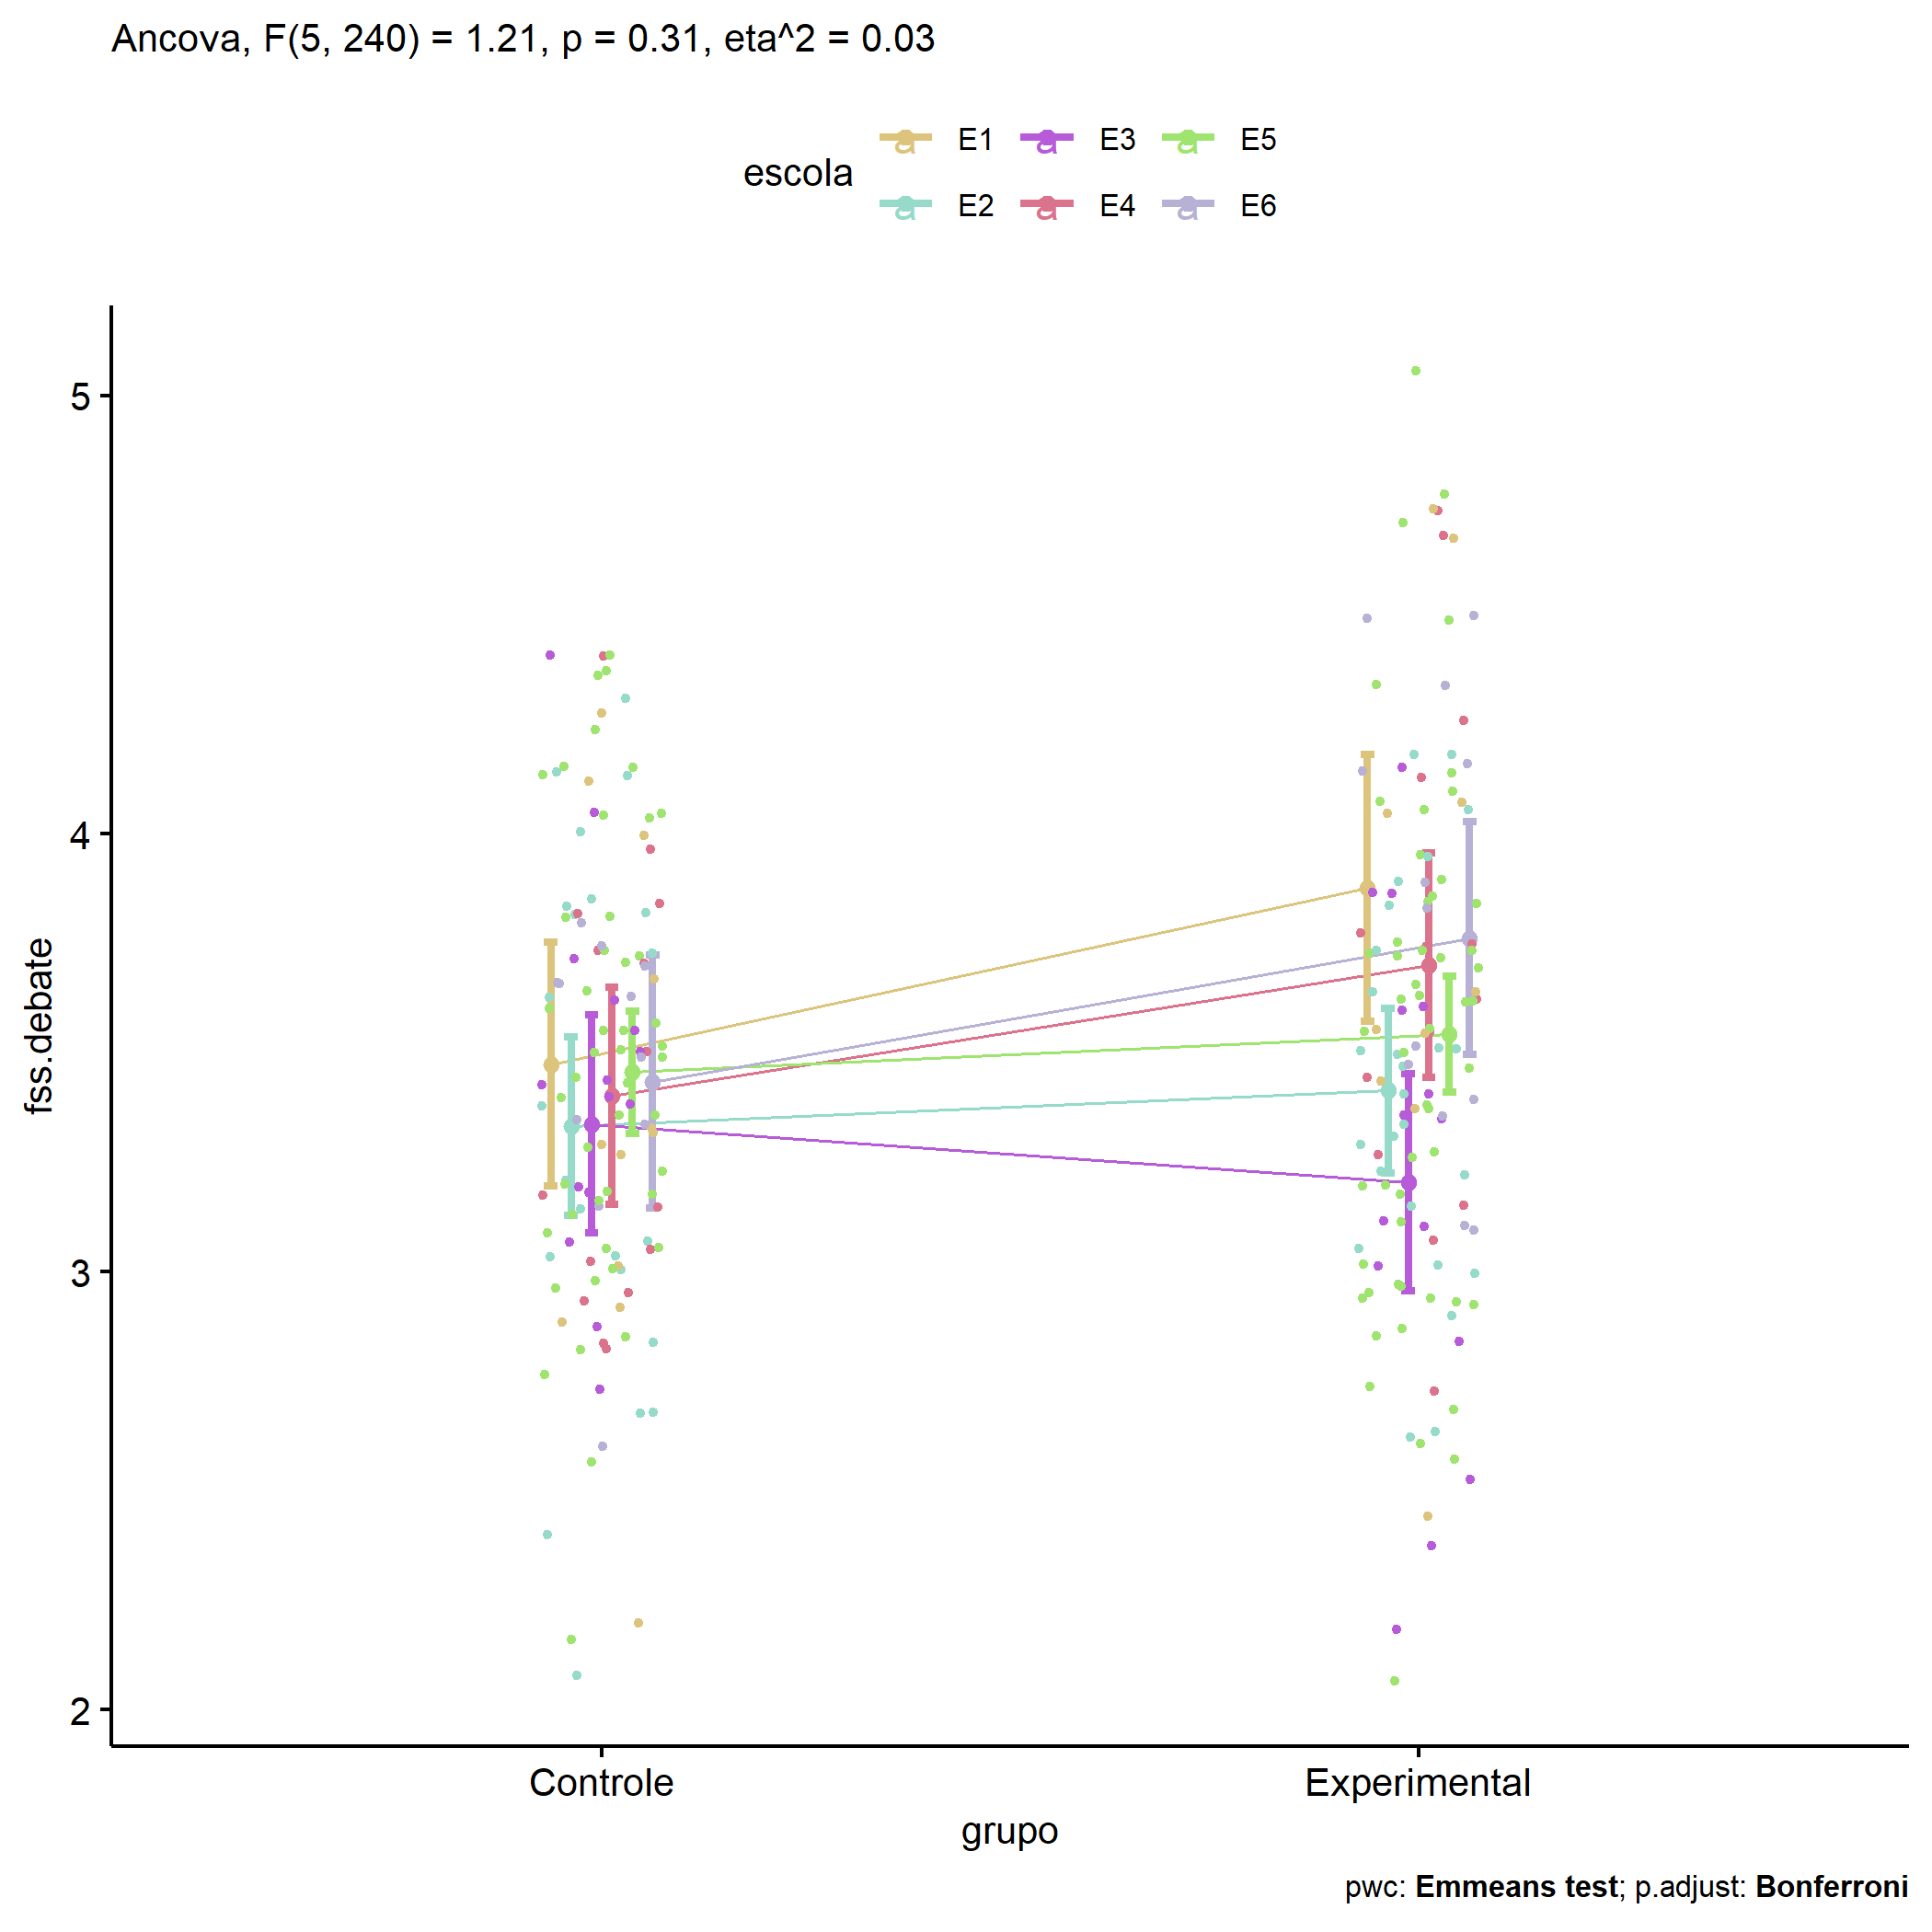 Ancova, F(5, 240) = 1.21, p = 0.31, eta^2 = 0.03
escola
a E1 a E3 a E5
a E2 a E4 a E6
fss.debate
5
4
3
2
Controle Experimental
grupo
pwc: Emmeans test; p.adjust: Bonferroni